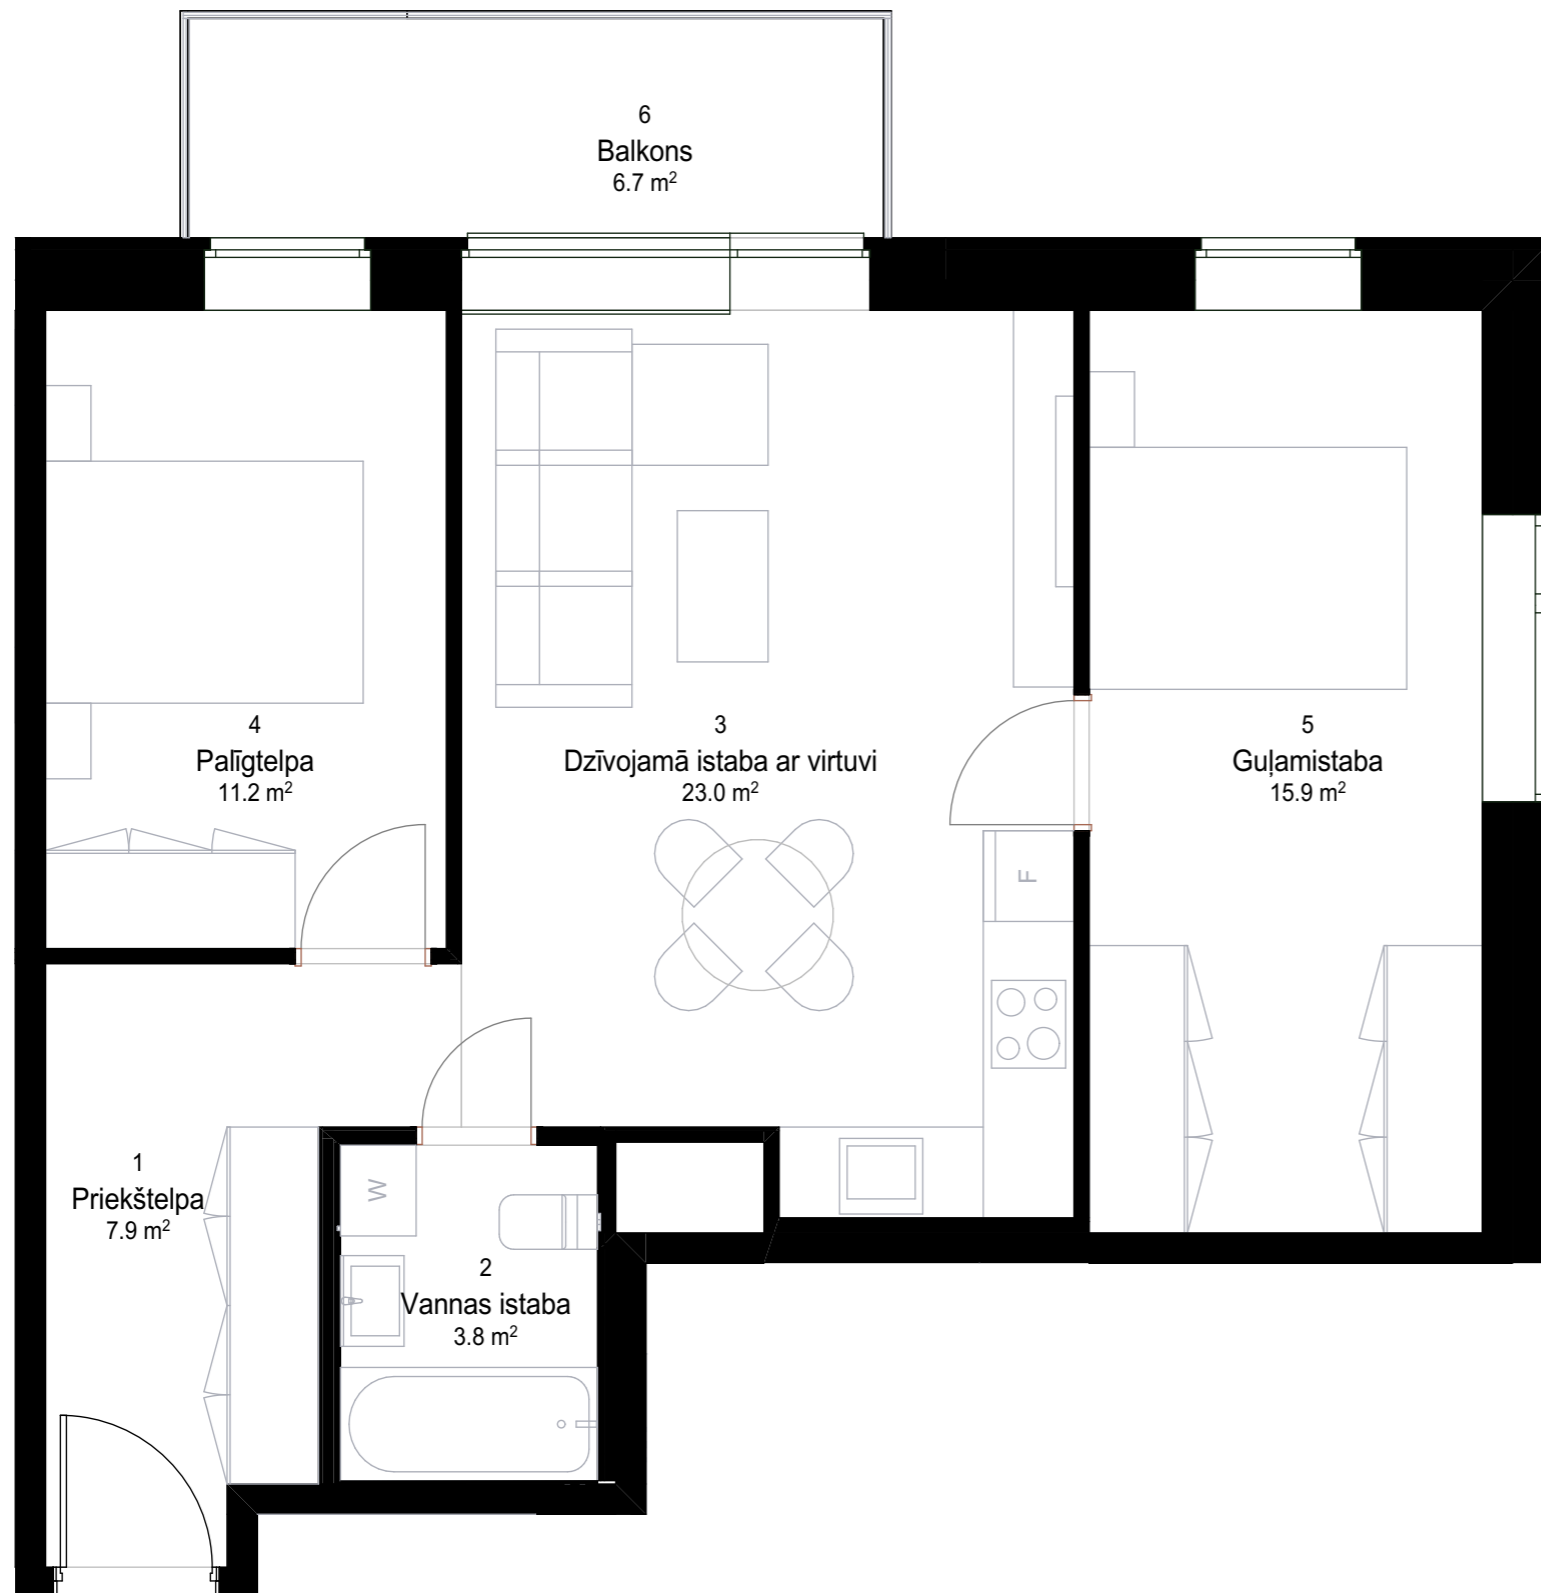 6
Balkons
6.7 m²
4
Palīgtelpa
11.2 m²
3
Dzīvojamā istaba ar virtuvi
23.0 m²
5
Guļamistaba
15.9 m²
F
1
Priekštelpa
7.9 m²
W
2
Vannas istaba
3.8 m²